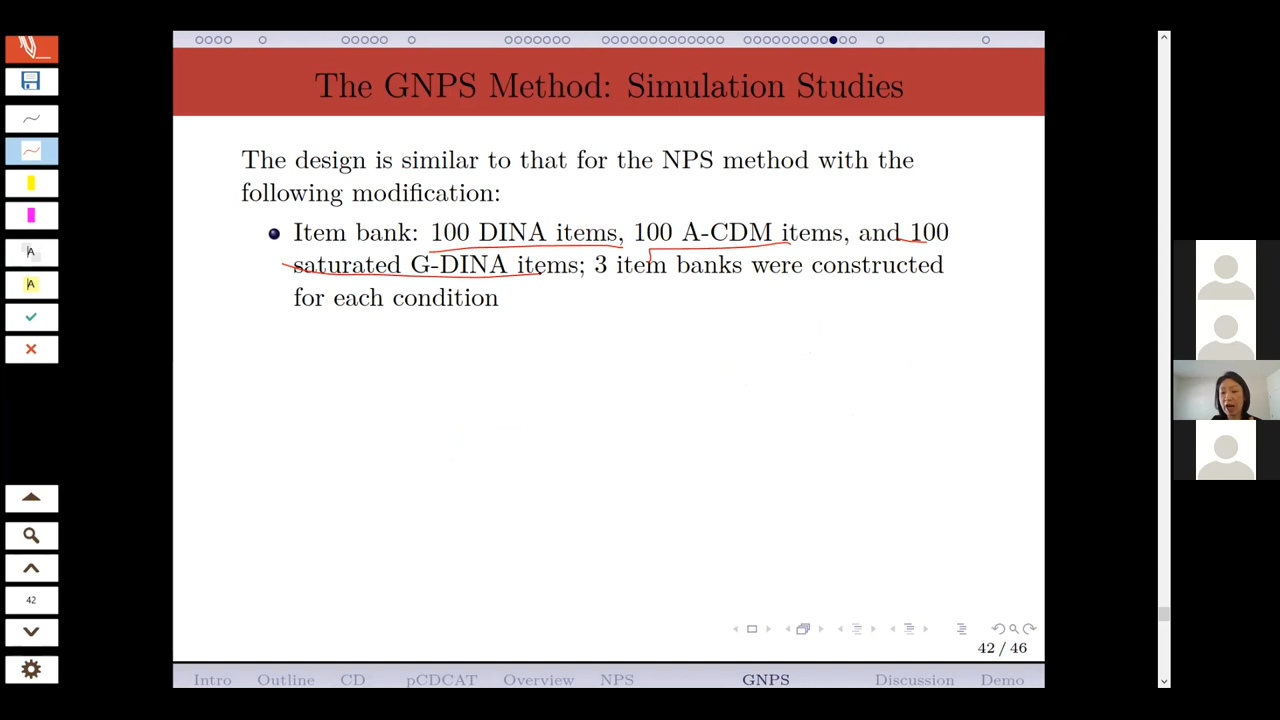 The GNPS Method: Simulation Studies
The design is similar to that for the NPS method with the
following modification:
Item bank: 100 DINA items, 100 A-CDM items, and 100
saturated G-DINA items; 3 item banks were constructed
for each condition
A
A
42
42 / 46
Intro Outline CD pCDCAT Overview NPS GNPS Discussion Demo